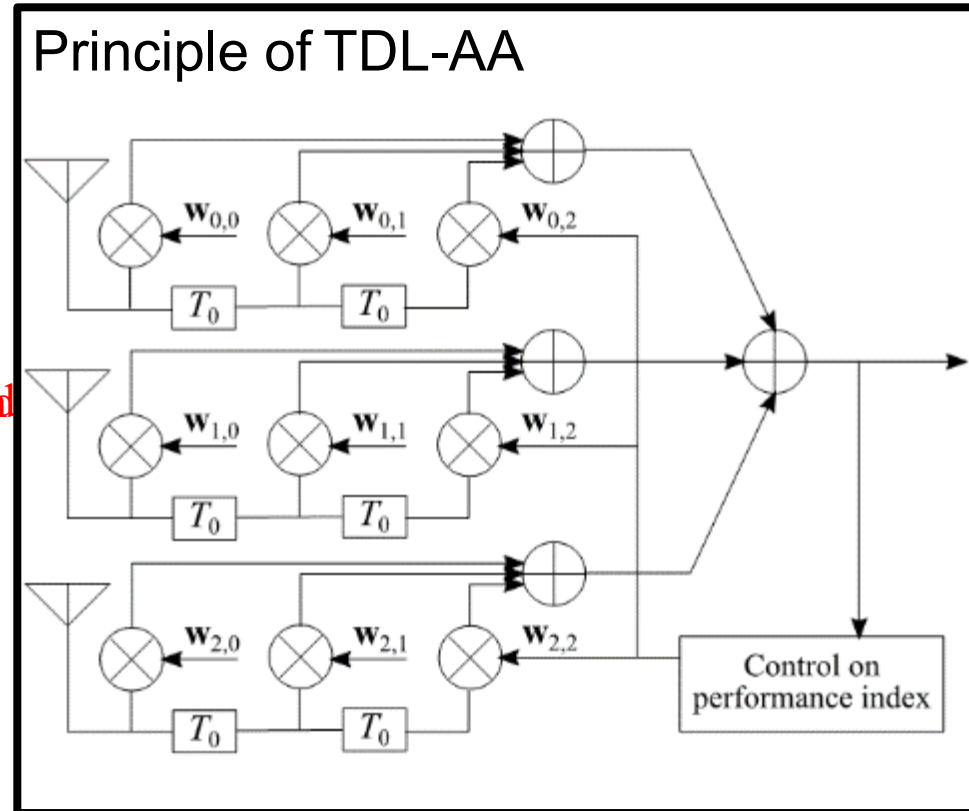 Principle of TDL-AA
w0,0 w0,1 w0,2
T0 T0
d
w1,0 w1,1 w1,2
T0 T0
w2,0 w2,1 w2,2
Control on
performance index
T0 T0